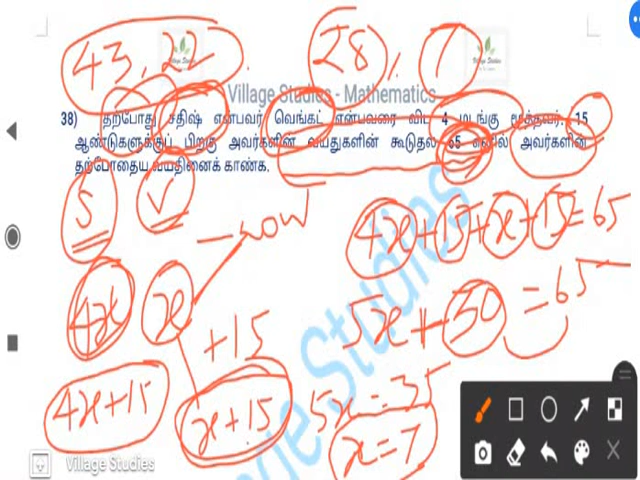 43, 22. 28, 7
Village Studies - Mathematics
38) தற்போது சதிஷ் என்பவர் வெங்கட் என்பவரை விட 4 மடங்கு மூத்தவர். 15
ஆண்டுகளுக்குப் பிறகு அவர்களின் வயதுகளின் கூடுதல் 65 எனில் அவர்களின்
தற்போதைய வயதினைக் காண்க.
S V - now
4x + 15 + x + 15 = 65
4x x
5x + 30 = 65
+15
4x+15 x+15 5x = 35
x = 7
Village Studies